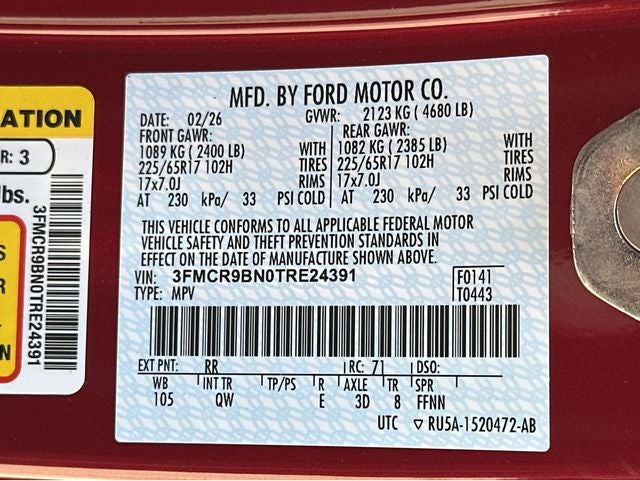 ATION
R: 3
lbs.
S
R
N
3FMCR9BN0TRE24391
MFD. BY FORD MOTOR CO.
DATE: 02/26 GVWR: 2123 KG ( 4680 LB)
FRONT GAWR: REAR GAWR:
1089 KG ( 2400 LB) WITH 1082 KG ( 2385 LB) WITH
225/65R17 102H TIRES 225/65R17 102H TIRES
17x7.0J RIMS 17x7.0J RIMS
AT 230 kPa/ 33 PSI COLD AT 230 kPa/ 33 PSI COLD
THIS VEHICLE CONFORMS TO ALL APPLICABLE FEDERAL MOTOR
VEHICLE SAFETY AND THEFT PREVENTION STANDARDS IN
EFFECT ON THE DATE OF MANUFACTURE SHOWN ABOVE.
VIN: 3FMCR9BN0TRE24391 F0141
TYPE: MPV T0443
EXT PNT: RR RC: 71 DSO:
WB INT TR TP/PS R AXLE TR SPR
105 QW E 3D 8 FFNN
UTC ▽ RU5A-1520472-AB